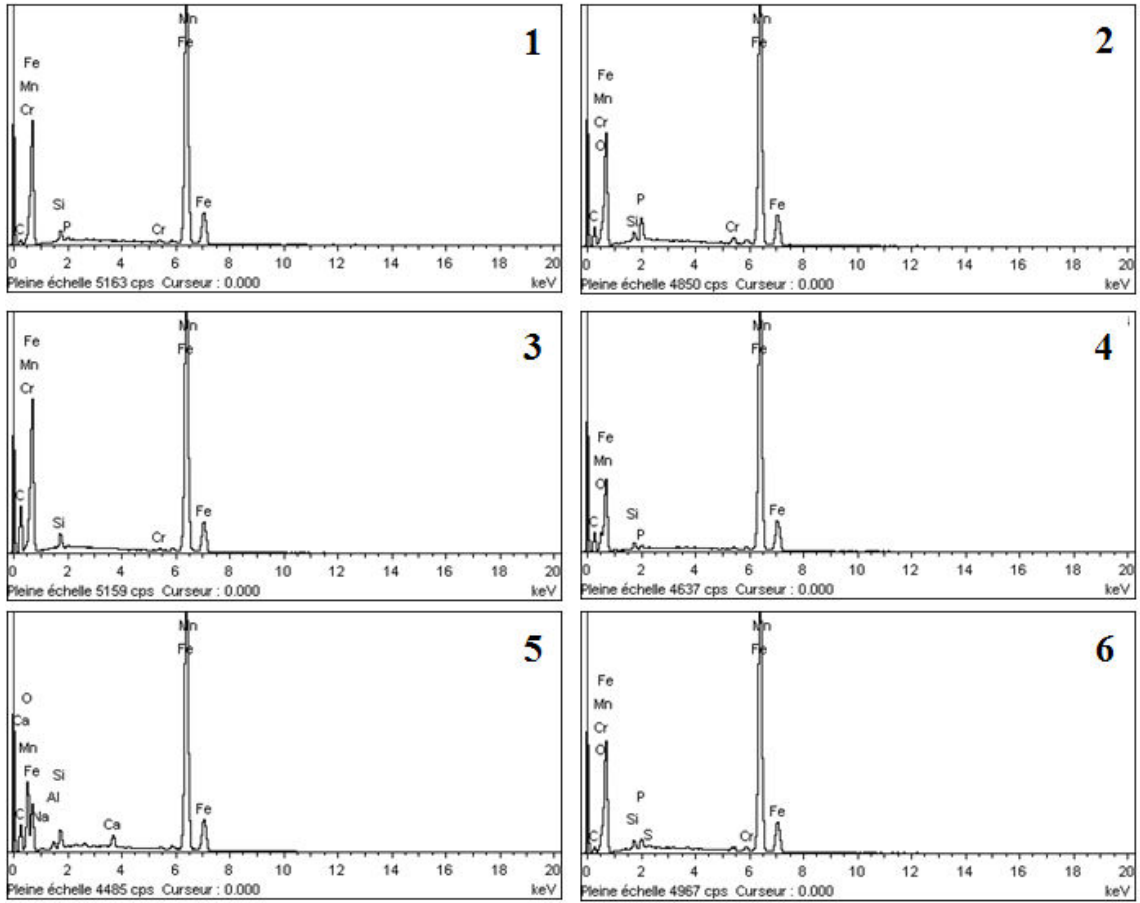 1
Mn
Fe
Fe
Mn
Cr
Si
C
P
Cr
Fe
0 2 4 6 8 10 12 14 16 18 20
Pleine échelle 5163 cps Curseur : 0.000 keV
2
Mn
Fe
Fe
Mn
Cr
O
P
C
Si
Cr
Fe
0 2 4 6 8 10 12 14 16 18 20
Pleine échelle 4850 cps Curseur : 0.000 keV
3
Mn
Fe
Fe
Mn
Cr
C
Si
Cr
Fe
0 2 4 6 8 10 12 14 16 18 20
Pleine échelle 5159 cps Curseur : 0.000 keV
4
Mn
Fe
Fe
Mn
O
Si
C
P
Fe
0 2 4 6 8 10 12 14 16 18 20
Pleine échelle 4637 cps Curseur : 0.000 keV
5
Mn
Fe
O
Ca
Mn
Fe
Si
Al
C Na
Ca
Fe
0 2 4 6 8 10 12 14 16 18 20
Pleine échelle 4485 cps Curseur : 0.000 keV
6
Mn
Fe
Fe
Mn
Cr
O
P
Si
S
C
Cr
Fe
0 2 4 6 8 10 12 14 16 18 20
Pleine échelle 4967 cps Curseur : 0.000 keV